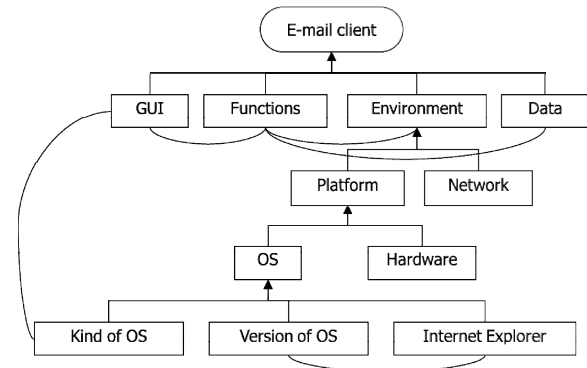 E-mail client
GUI
Functions
Environment
Data
Platform
Network
OS
Hardware
Kind of OS
Version of OS
Internet Explorer